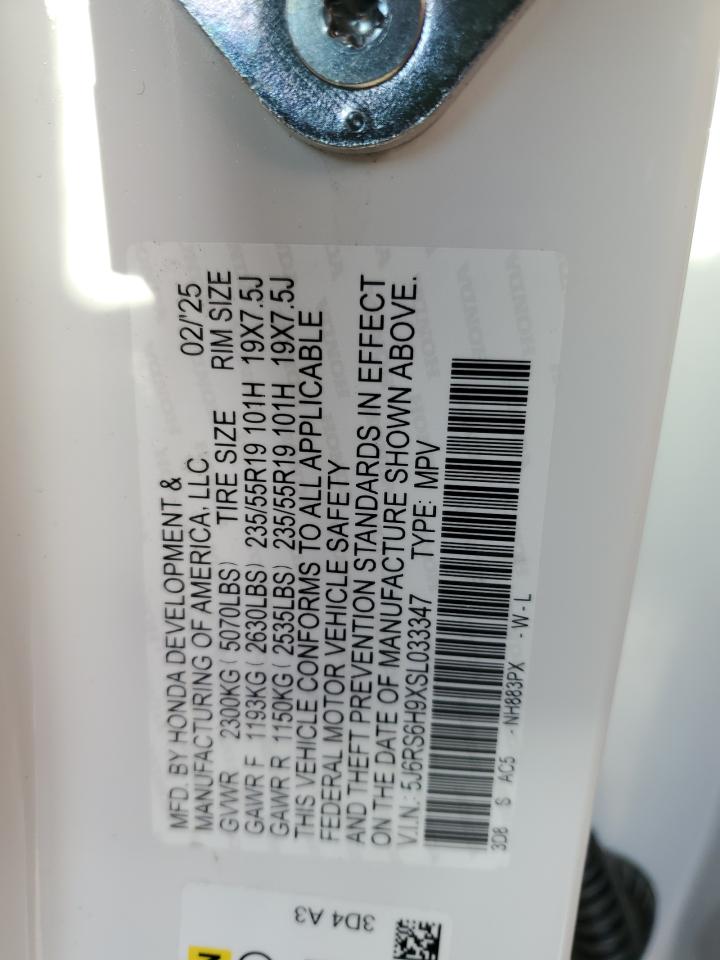 MFD. BY HONDA DEVELOPMENT &
MANUFACTURING OF AMERICA, LLC 02/'25
GVWR 2300KG ( 5070LBS) TIRE SIZE RIM SIZE
GAWR F 1193KG ( 2630LBS) 235/55R19 101H 19X7.5J
GAWR R 1150KG ( 2535LBS) 235/55R19 101H 19X7.5J
THIS VEHICLE CONFORMS TO ALL APPLICABLE
FEDERAL MOTOR VEHICLE SAFETY
AND THEFT PREVENTION STANDARDS IN EFFECT
ON THE DATE OF MANUFACTURE SHOWN ABOVE.
V.I.N.: 5J6RS6H9XSL033347 TYPE: MPV
3D8 S AC5 - NH883PX - W - L
3D4 A3